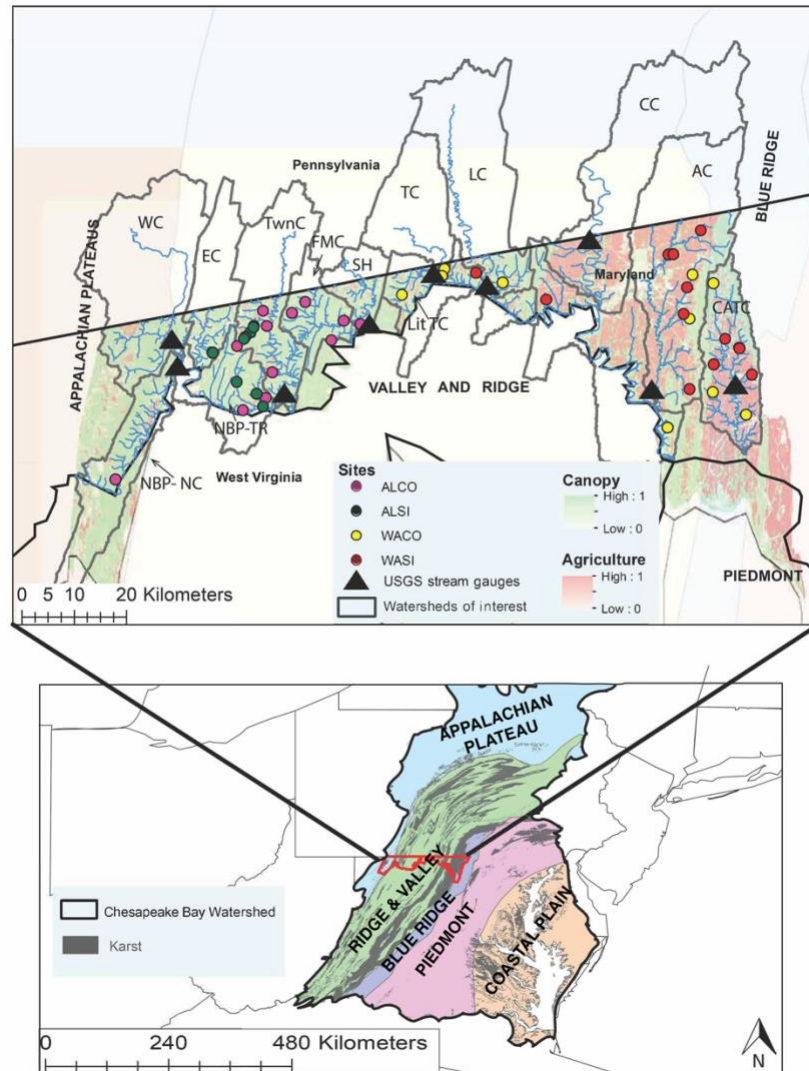 CC
BLUE RIDGE
Pennsylvania
TC
LC
AC
WC
EC
TwnC
FMC
SH
APPALACHIAN PLATEAUS
Maryland
Lit TC
CATC
VALLEY AND RIDGE
NBP-TR
NBP- NC
West Virginia
Sites
ALCO
ALSI
WACO
WASI
USGS stream gauges
Watersheds of interest
Canopy
High : 1
Low : 0
Agriculture
High : 1
Low : 0
PIEDMONT
0 5 10 20 Kilometers
APPALACHIAN
PLATEAU
RIDGE & VALLEY
BLUE RIDGE
PIEDMONT
COASTAL PLAIN
Chesapeake Bay Watershed
Karst
0 240 480 Kilometers
N